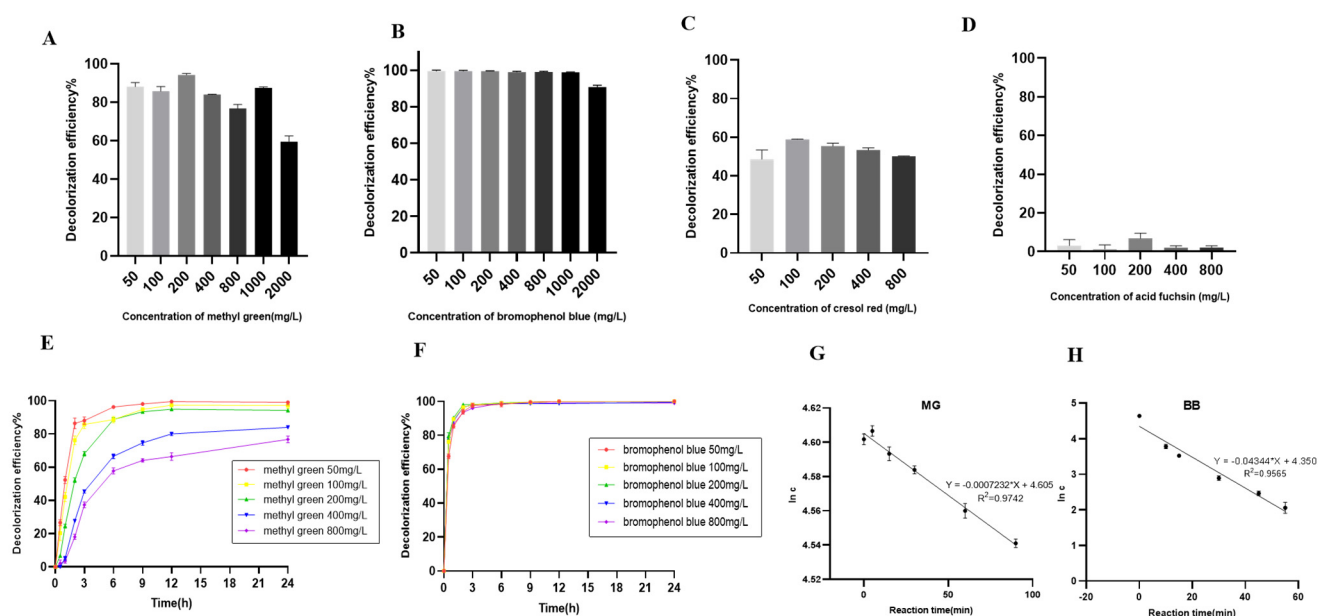 A
Decolorization efficiency%
100
80
60
40
20
0
50
100
200
400
800
1000
2000
Concentration of methyl green(mg/L)
B
Decolorization efficiency%
100
80
60
40
20
0
50
100
200
400
800
1000
2000
Concentration of bromophenol blue (mg/L)
C
Decolorization efficiency%
100
80
60
40
20
0
50
100
200
400
800
Concentration of cresol red (mg/L)
D
Decolorization efficiency%
100
80
60
40
20
0
50
100
200
400
800
Concentration of acid fuchsin (mg/L)
E
Decolorization efficiency%
100
80
60
40
20
0
methyl green 50mg/L
methyl green 100mg/L
methyl green 200mg/L
methyl green 400mg/L
methyl green 800mg/L
0 3 6 9 12 15 18 21 24
Time(h)
F
Decolorization efficiency%
100
80
60
40
20
0
bromophenol blue 50mg/L
bromophenol blue 100mg/L
bromophenol blue 200mg/L
bromophenol blue 400mg/L
bromophenol blue 800mg/L
0 3 6 9 12 15 18 21 24
Time(h)
G
MG
ln c
4.62
4.60
4.58
4.56
4.54
4.52
Y = -0.0007232*X + 4.605
R²=0.9742
0 50 100
Reaction time(min)
H
BB
ln c
5
4
3
2
1
0
Y = -0.04344*X + 4.350
R²=0.9565
-20 0 20 40 60
Reaction time(min)